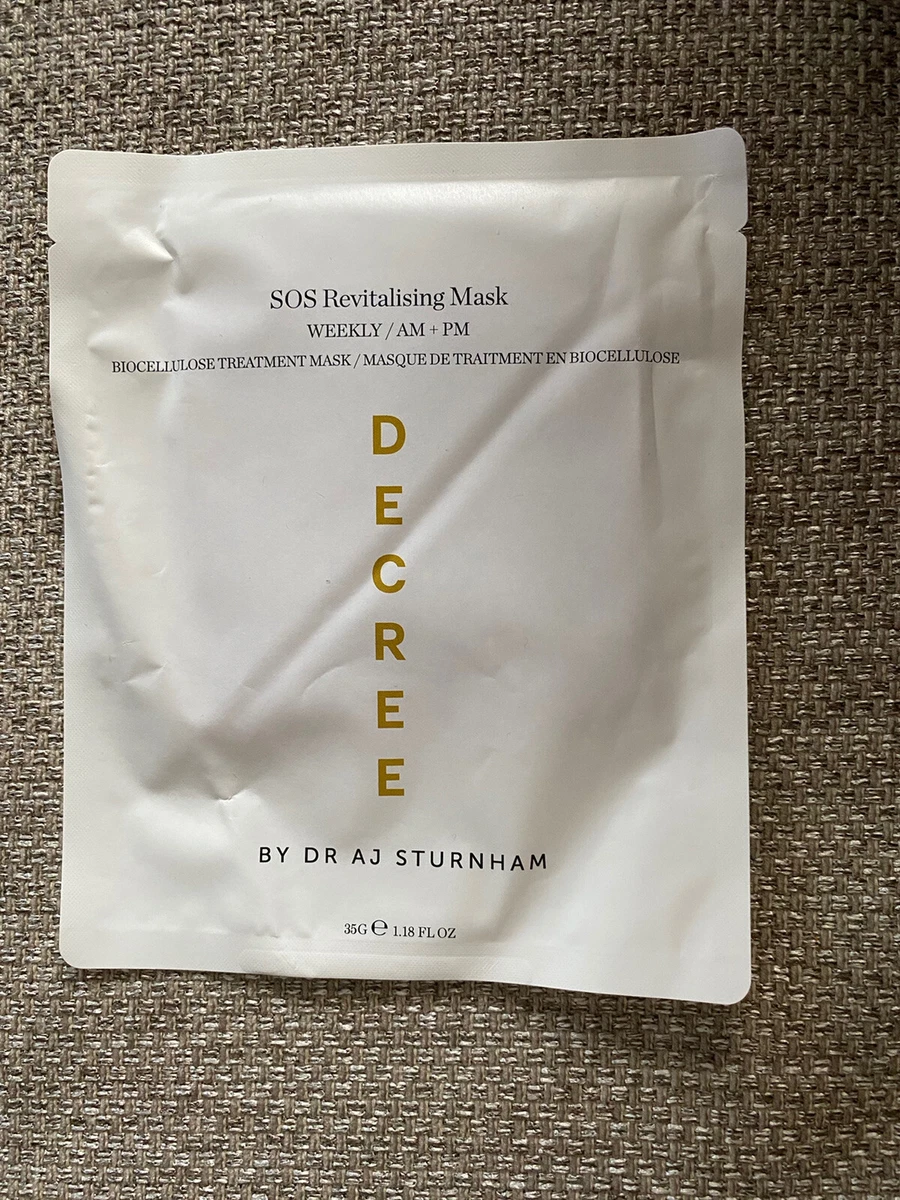 SOS Revitalising Mask
WEEKLY / AM + PM
BIOCELLULOSE TREATMENT MASK / MASQUE DE TRAITMENT EN BIOCELLULOSE
DECREE
BY DR AJ STURNHAM
35G ℮ 1.18 FL OZ